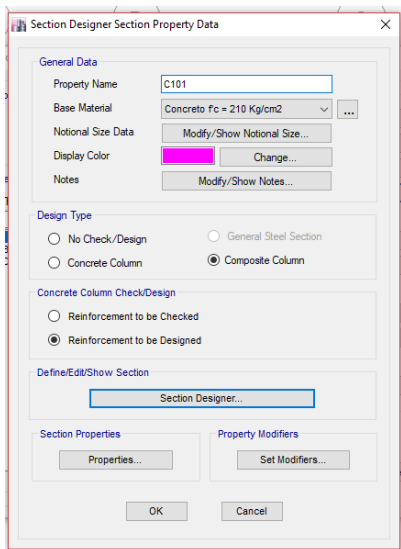 Section Designer Section Property Data
General Data
Property Name C101
Base Material Concreto f'c = 210 Kg/cm2 ...
Notional Size Data Modify/Show Notional Size...
Display Color Change...
Notes Modify/Show Notes...
Design Type
No Check/Design General Steel Section
Concrete Column Composite Column
Concrete Column Check/Design
Reinforcement to be Checked
Reinforcement to be Designed
Define/Edit/Show Section
Section Designer...
Section Properties Property Modifiers
Properties... Set Modifiers...
OK Cancel